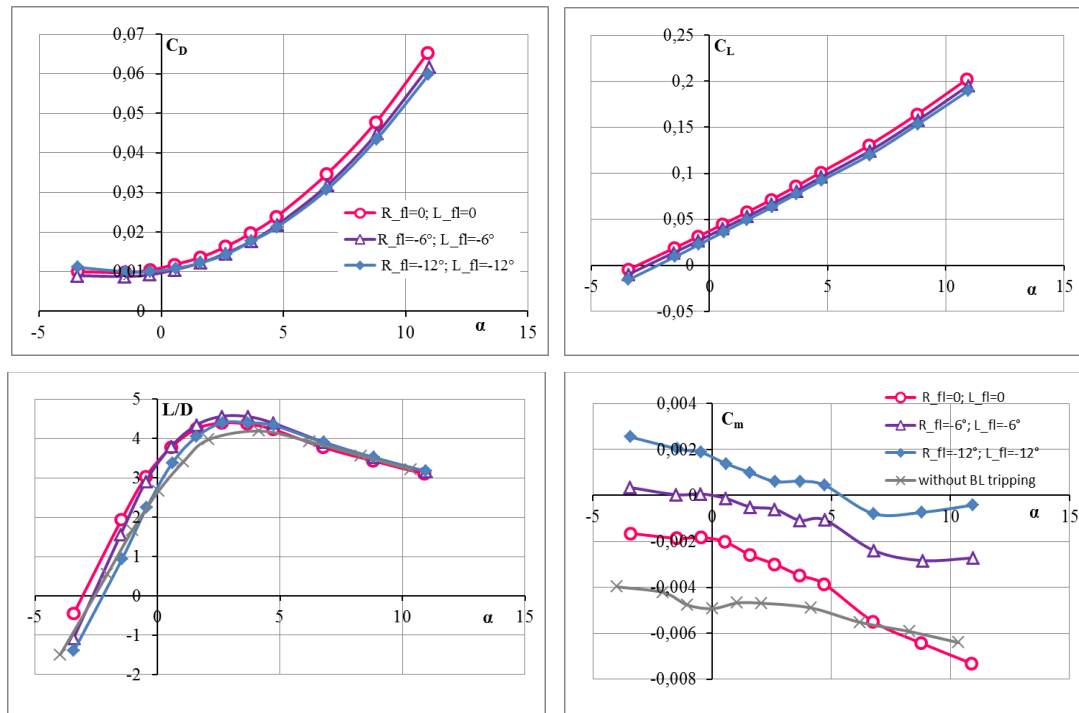 0,07
C_D
0,06
0,05
0,04
0,03
R_fl=0; L_fl=0
0,02
R_fl=-6°; L_fl=-6°
0,01
R_fl=-12°; L_fl=-12°
0
-5 0 5 10 15
α
0,25
C_L
0,2
0,15
0,1
0,05
0
-5 0 5 10 15
-0,05
α
5
L/D
4
3
2
1
0
-5 0 5 10 15
α
-1
-2
0,004
C_m
R_fl=0; L_fl=0
R_fl=-6°; L_fl=-6°
0,002
R_fl=-12°; L_fl=-12°
without BL tripping
0,000
-5 0 5 10 15
α
-0,002
-0,004
-0,006
-0,008